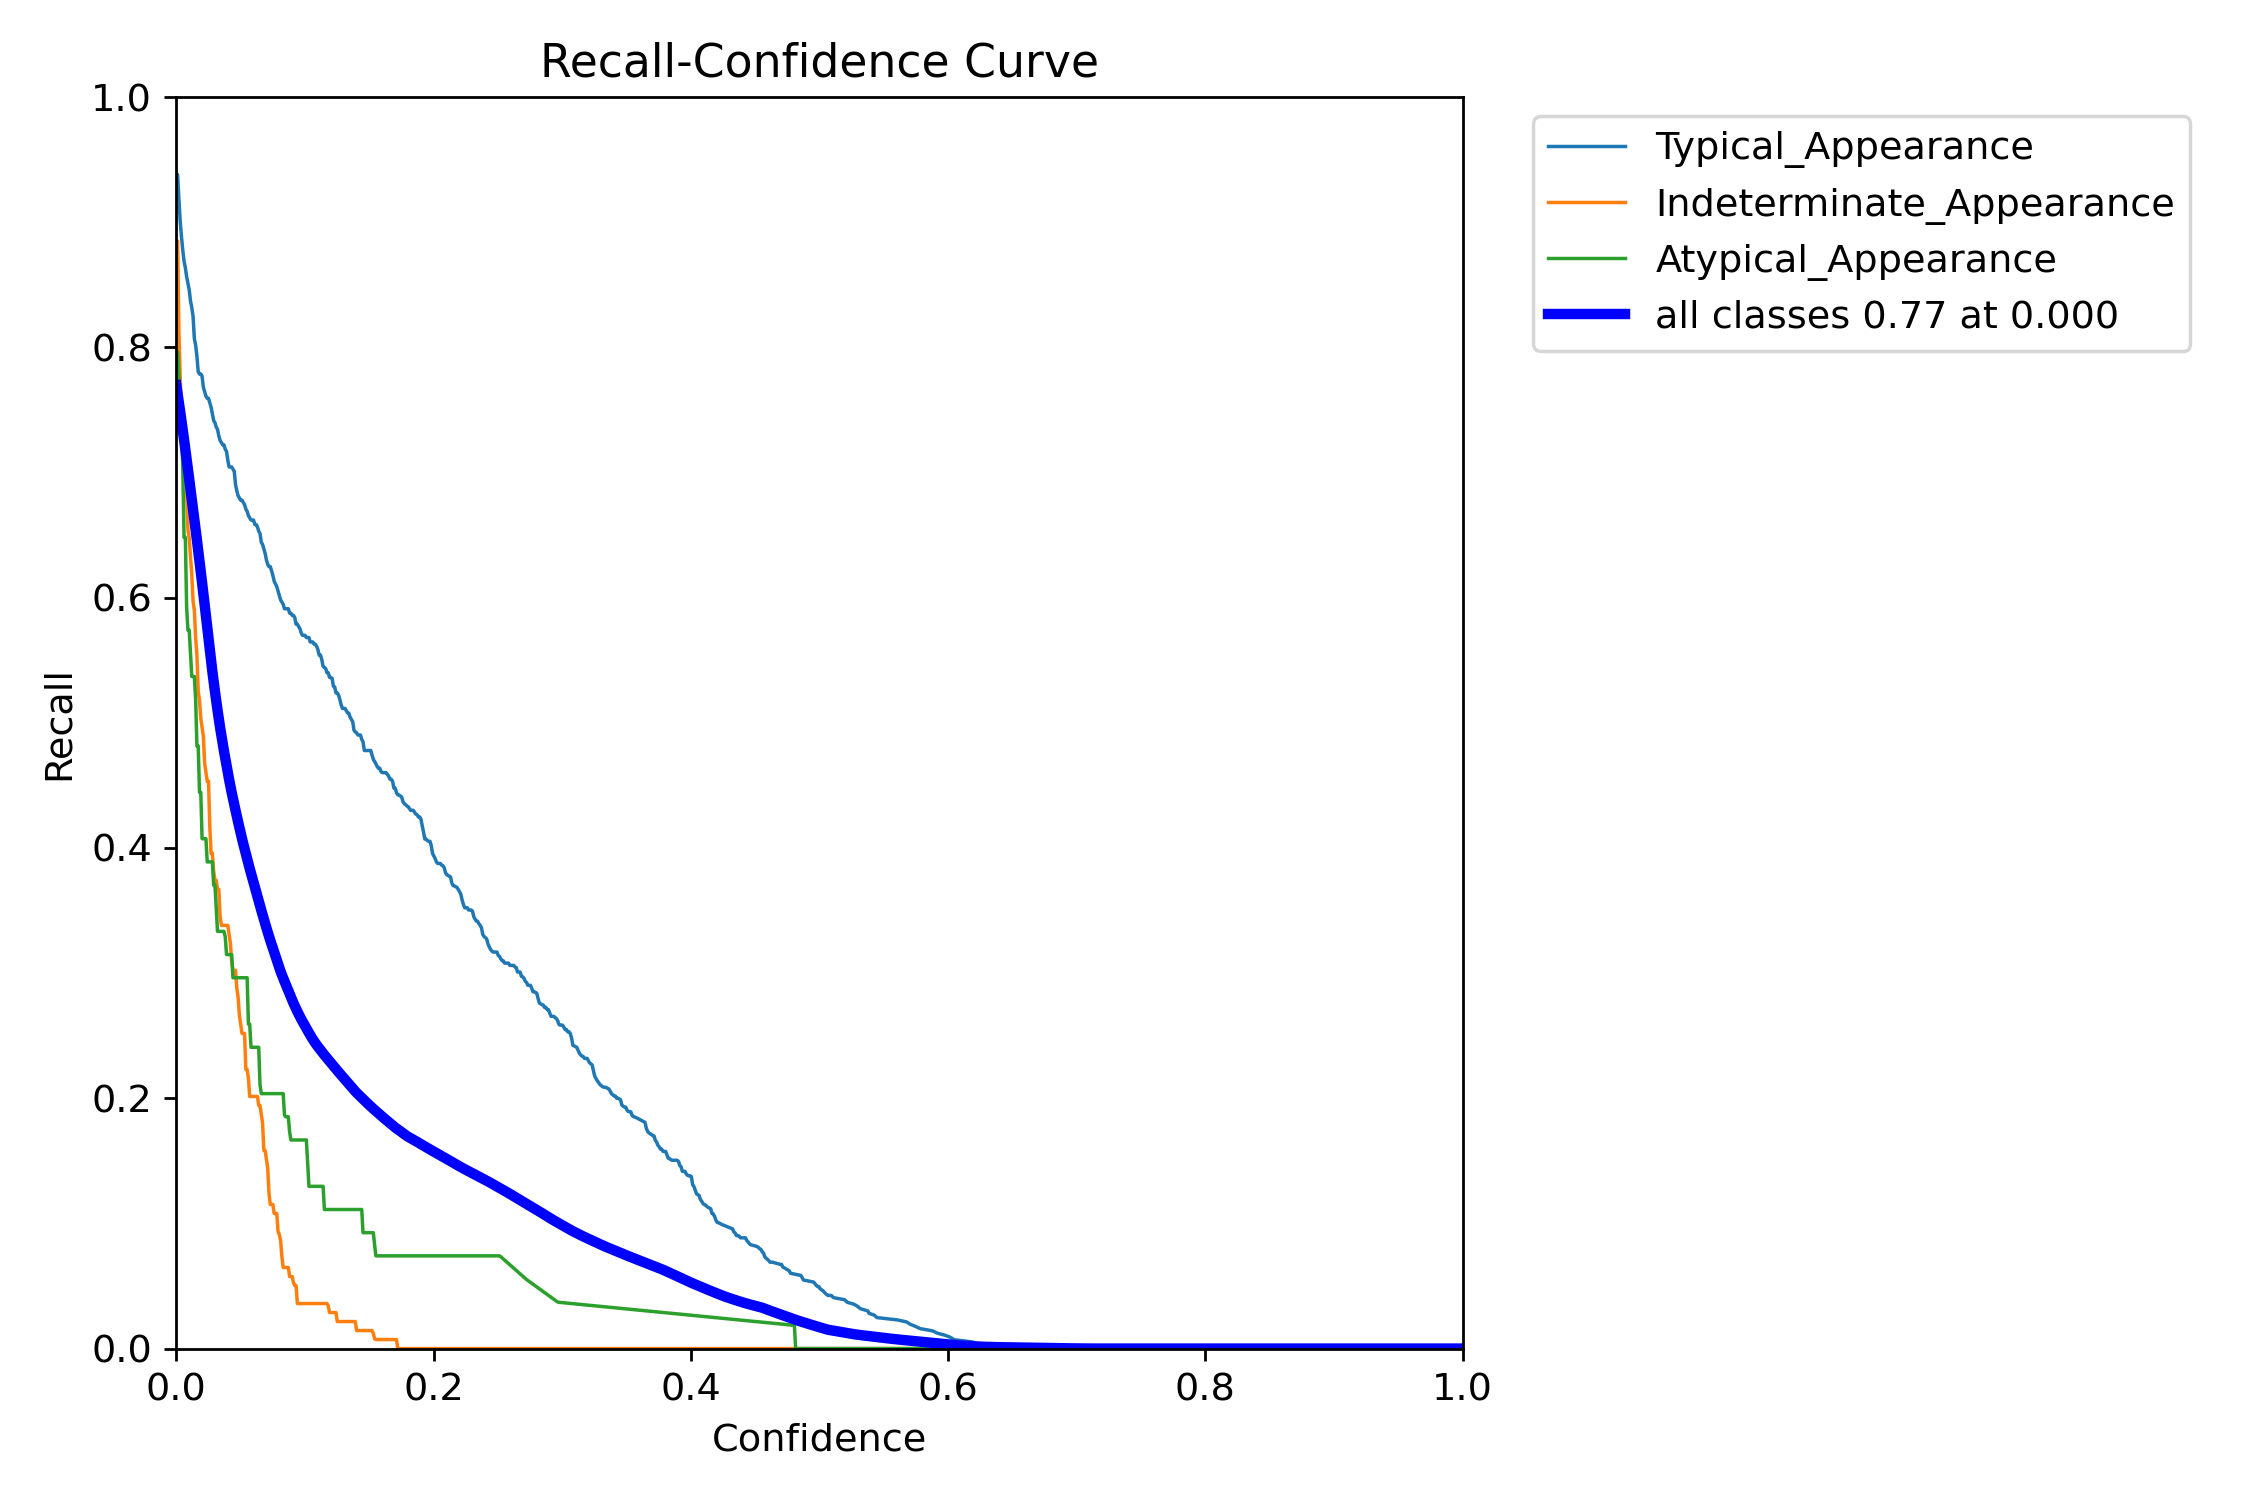 Recall-Confidence Curve
1.0
0.8
0.6
0.4
0.2
0.0
Recall
0.0 0.2 0.4 0.6 0.8 1.0
Confidence
Typical_Appearance
Indeterminate_Appearance
Atypical_Appearance
all classes 0.77 at 0.000